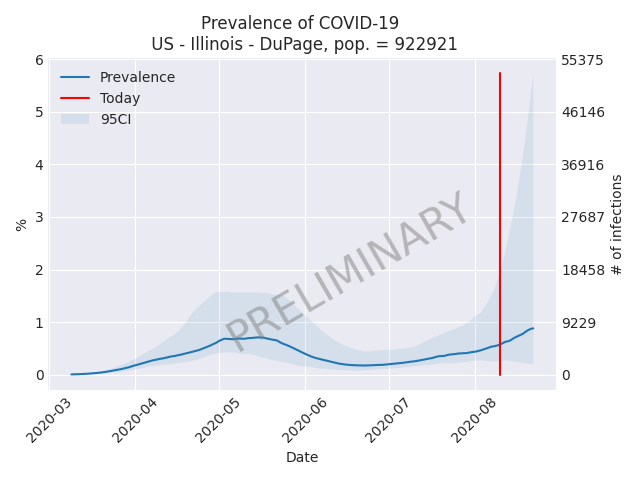 Prevalence of COVID-19
US - Illinois - DuPage, pop. = 922921
Prevalence
Today
95CI
6
5
4
3
2
1
0
%
55375
46146
36916
27687
18458
9229
0
# of infections
PRELIMINARY
2020-03
2020-04
2020-05
2020-06
2020-07
2020-08
Date